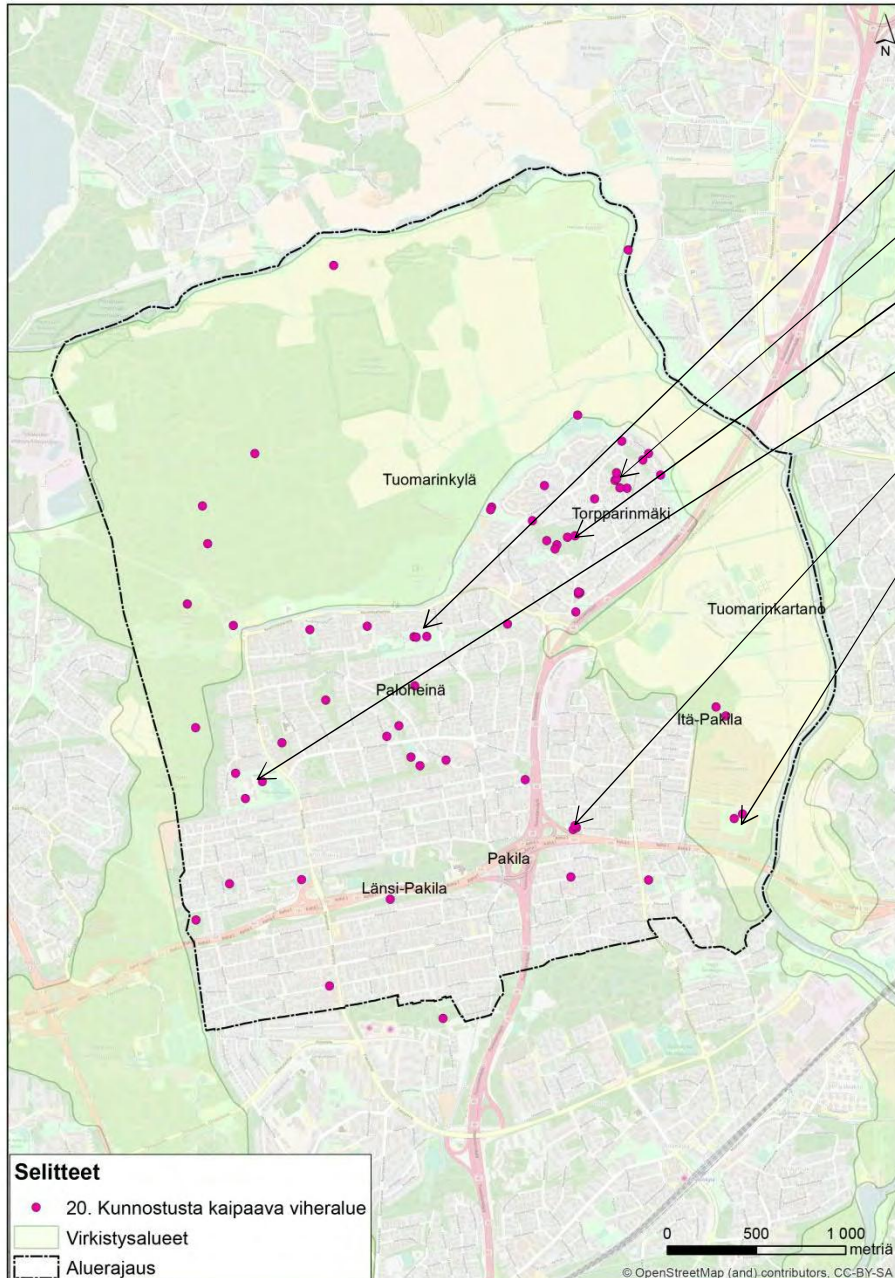 N
Tuomarinkylä
Torpparinmäki
Tuomarinkartano
Paloheinä
Itä-Pakila
Pakila
Länsi-Pakila
Selitteet
20. Kunnostusta kaipaava viheralue
Virkistysalueet
Aluerajaus
0 500 1 000
metriä
© OpenStreetMap (and) contributors, CC-BY-SA